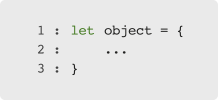 1 : let object = {
2 :     ...
3 : }